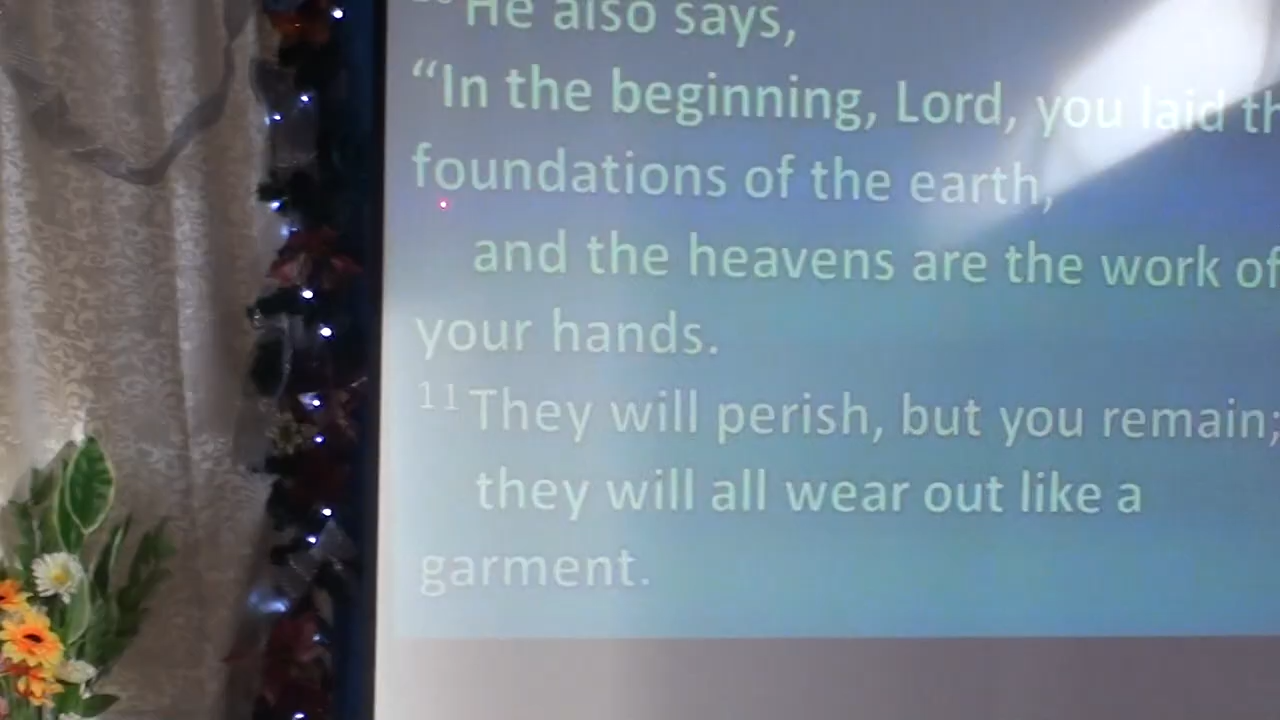 He also says,
“In the beginning, Lord, you laid th
foundations of the earth,
and the heavens are the work of
your hands.
11 They will perish, but you remain;
they will all wear out like a
garment.